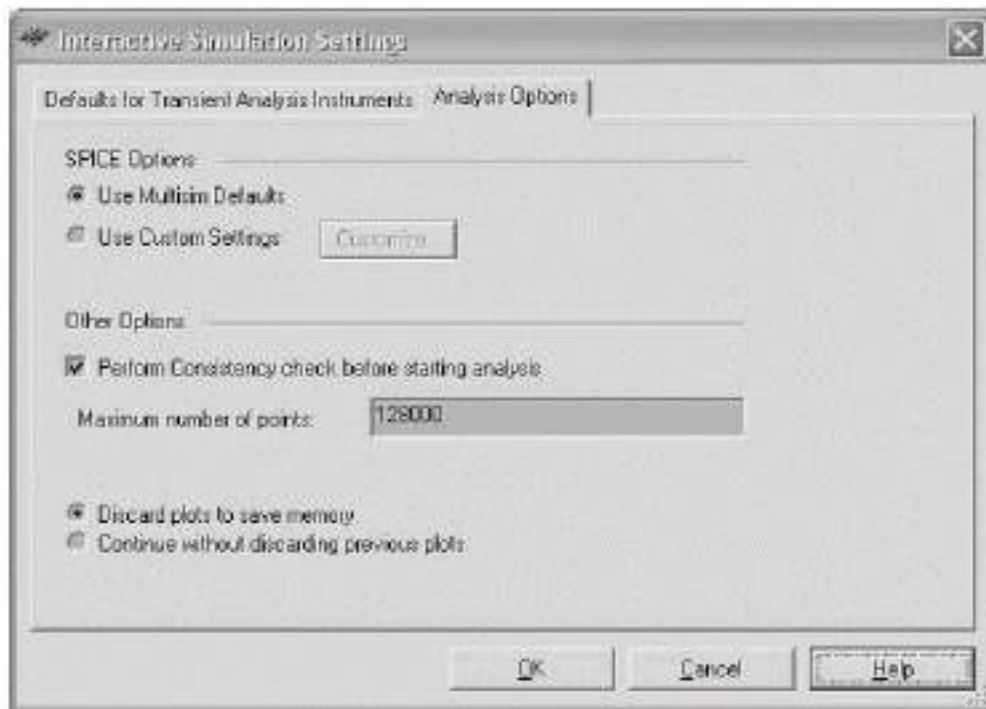 Interactive Simulation Settings
Defaults for Transient Analysis Instruments
Analysis Options
SPICE Options
Use Multisim Defaults
Use Custom Settings
Customize...
Other Options
Perform Consistency check before starting analysis
Maximum number of points:
128000
Discard plots to save memory
Continue without discarding previous plots
OK
Cancel
Help